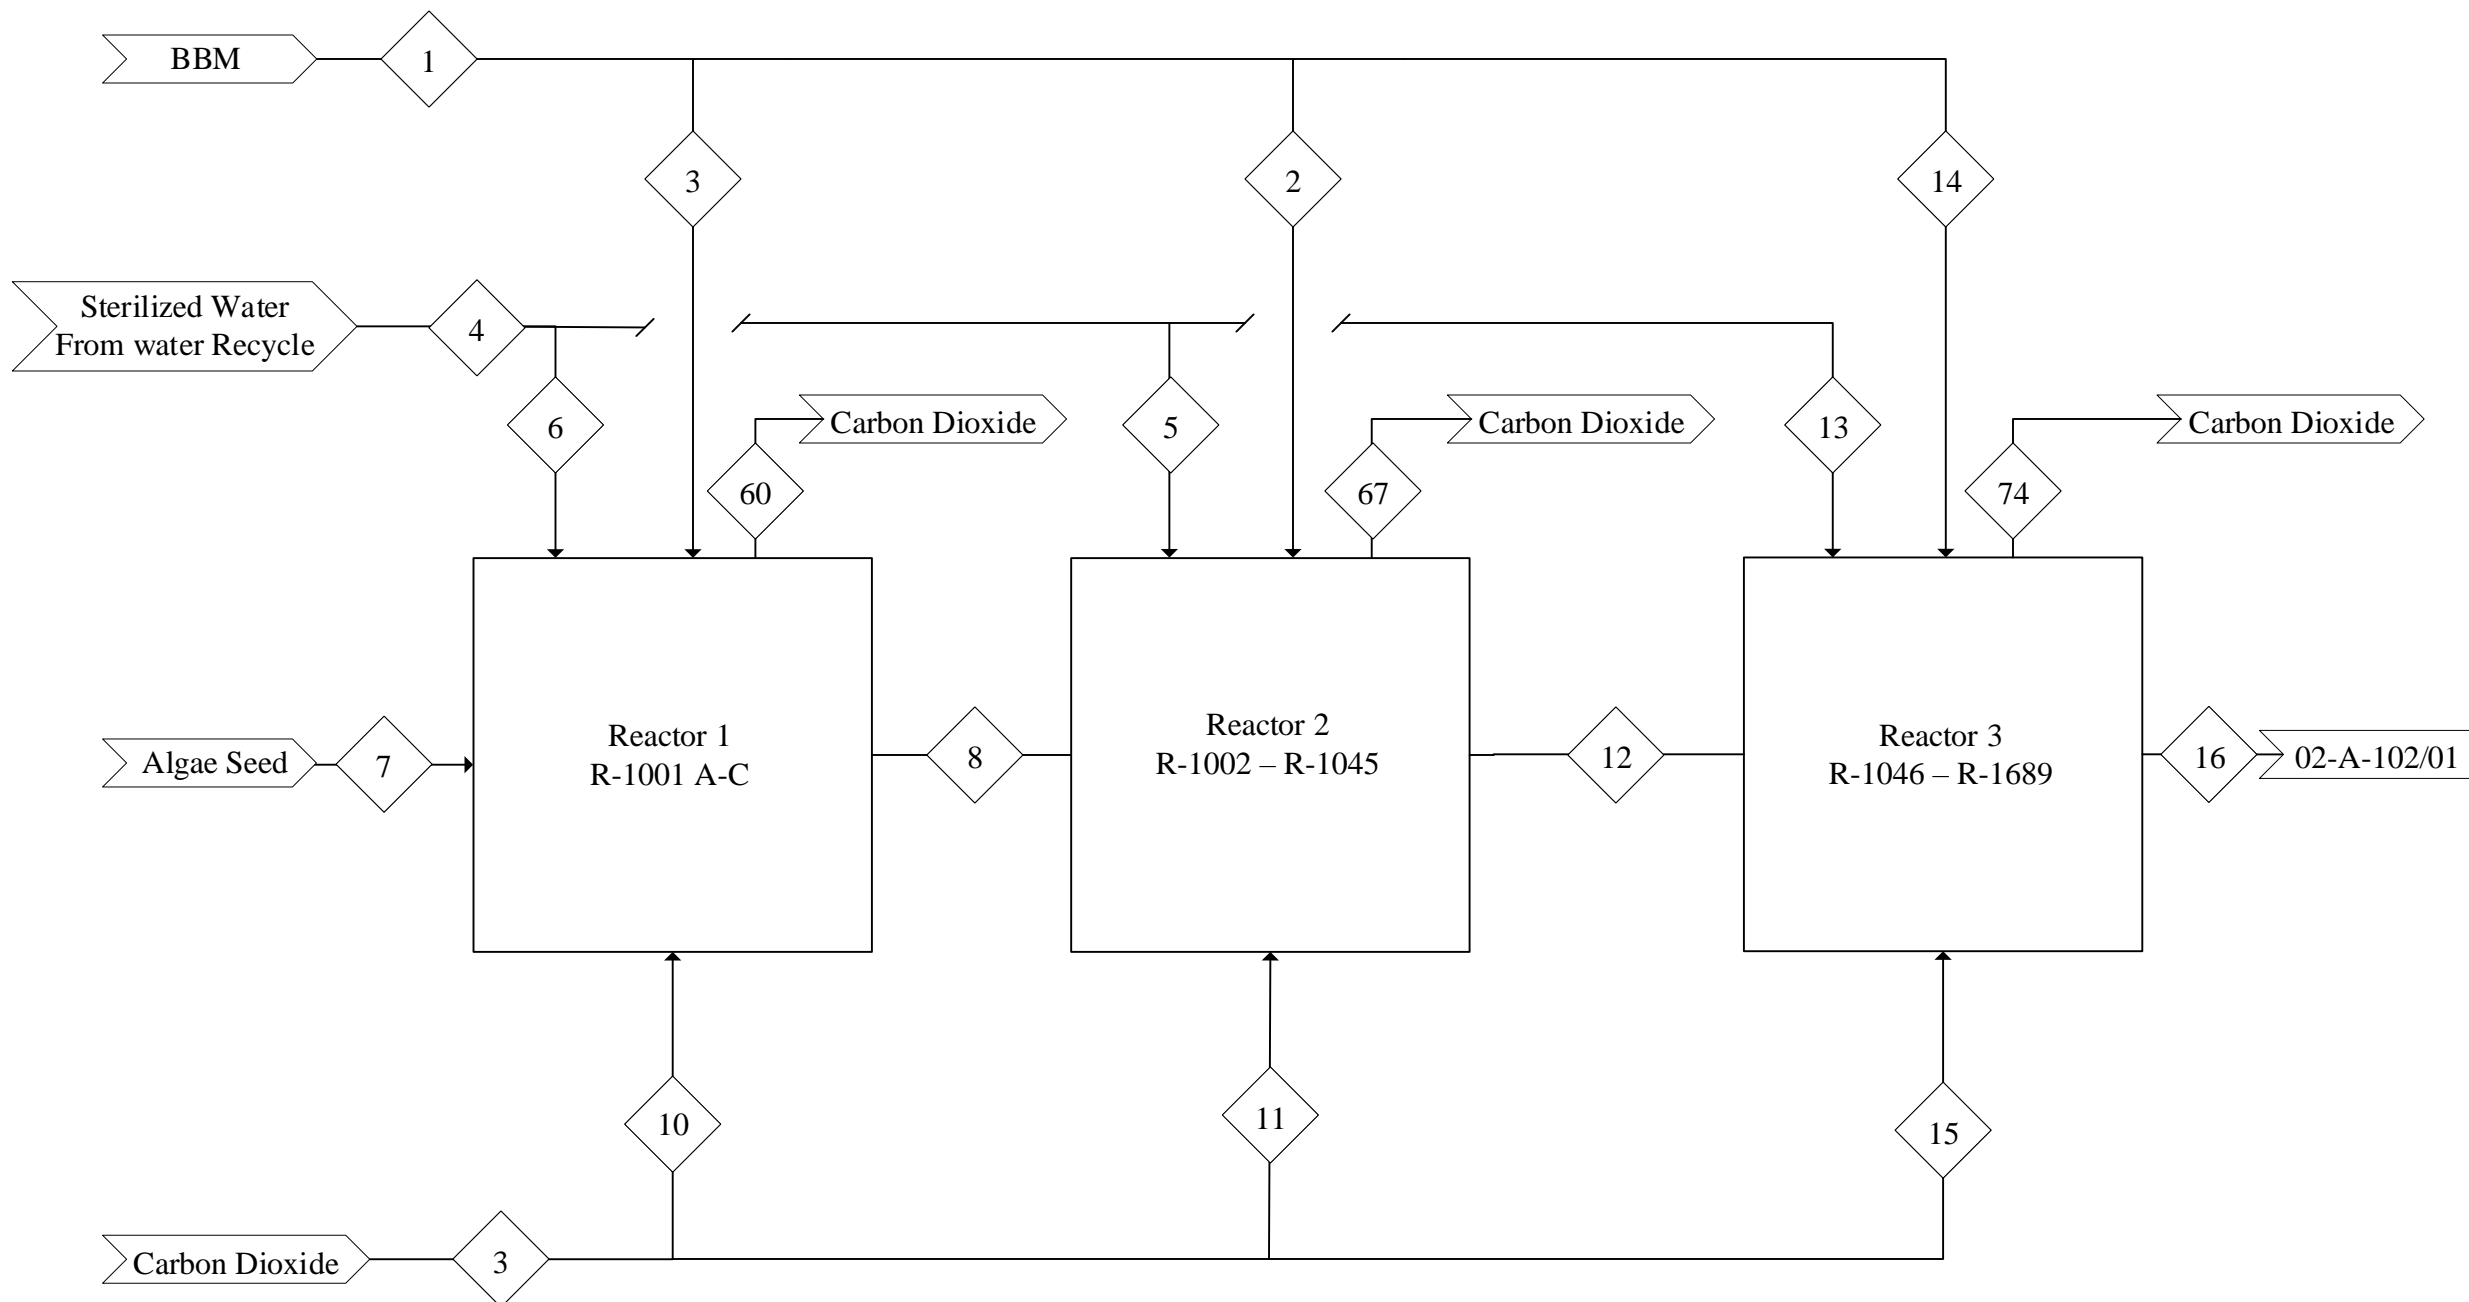 BBM
1
3
2
14
Sterilized Water
From water Recycle
4
6
Carbon Dioxide
5
Carbon Dioxide
13
Carbon Dioxide
60
67
74
Algae Seed
7
Reactor 1
R-1001 A-C
8
Reactor 2
R-1002 – R-1045
12
Reactor 3
R-1046 – R-1689
16
02-A-102/01
10
11
15
Carbon Dioxide
3